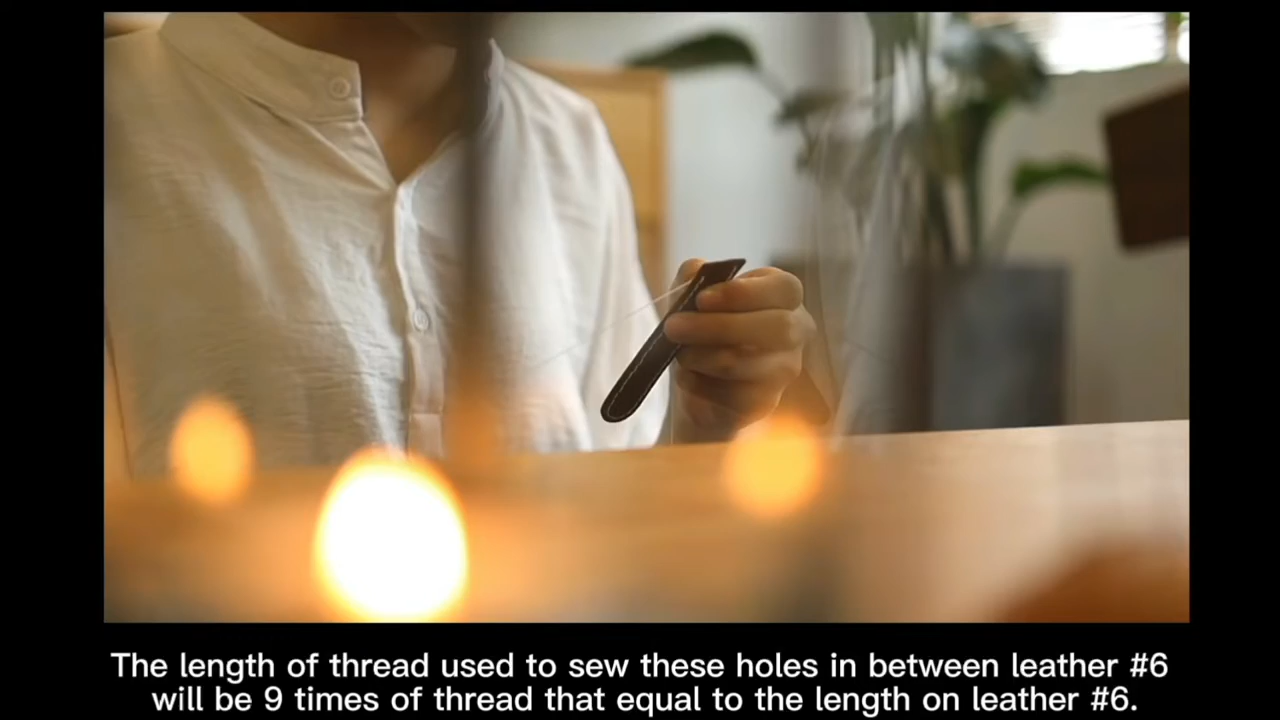 The length of thread used to sew these holes in between leather #6
will be 9 times of thread that equal to the length on leather #6.